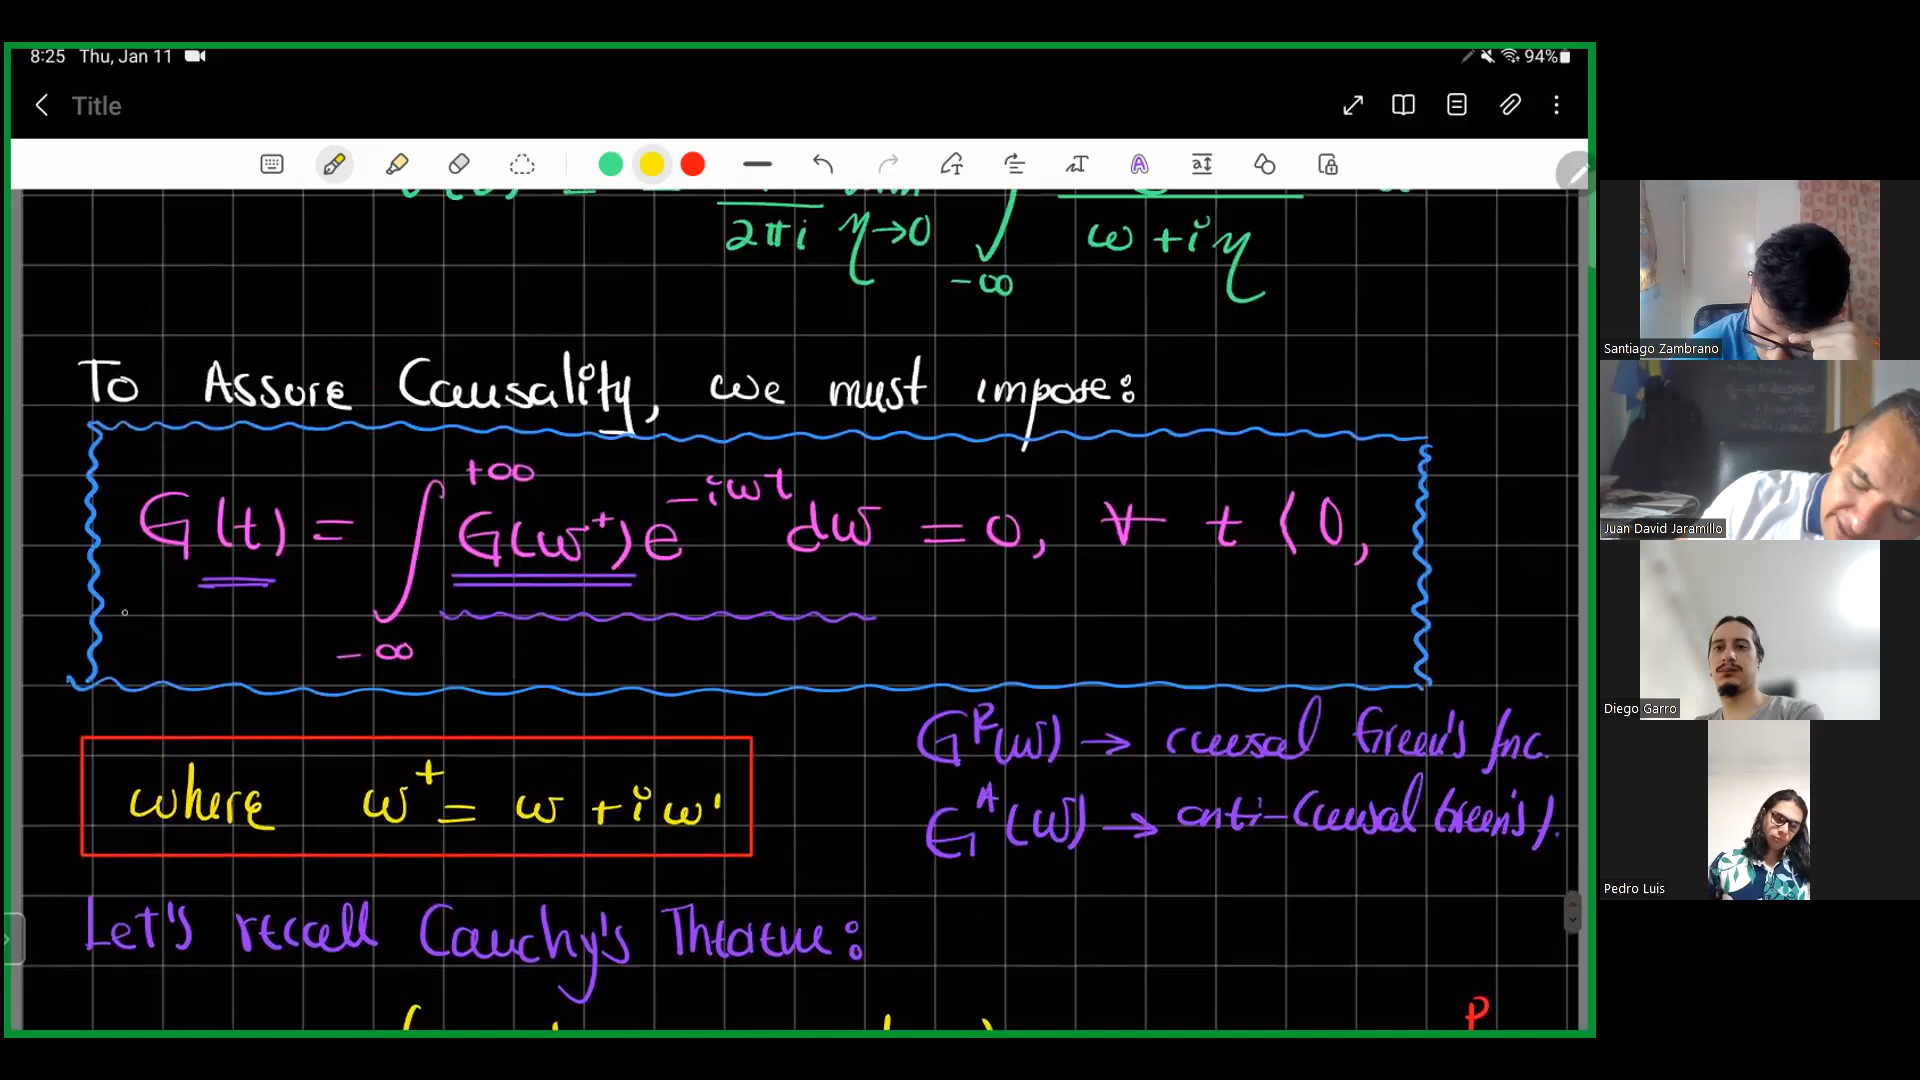 8:25 Thu, Jan 11 94%
Title
2πi η→0 -∞ ω + iη
To Assure Causality, we must impose:
G(t) = ∫_{-∞}^{+∞} G(ω⁺) e^{-iωt} dω = 0, ∀ t < 0,
where ω⁺ = ω + iω'
G^R(ω) → causal Green's fnc.
G^A(ω) → anti-causal Green's f.
Let's recall Cauchy's Theorem:
P
Santiago Zambrano
Juan David Jaramillo
Diego Garro
Pedro Luis